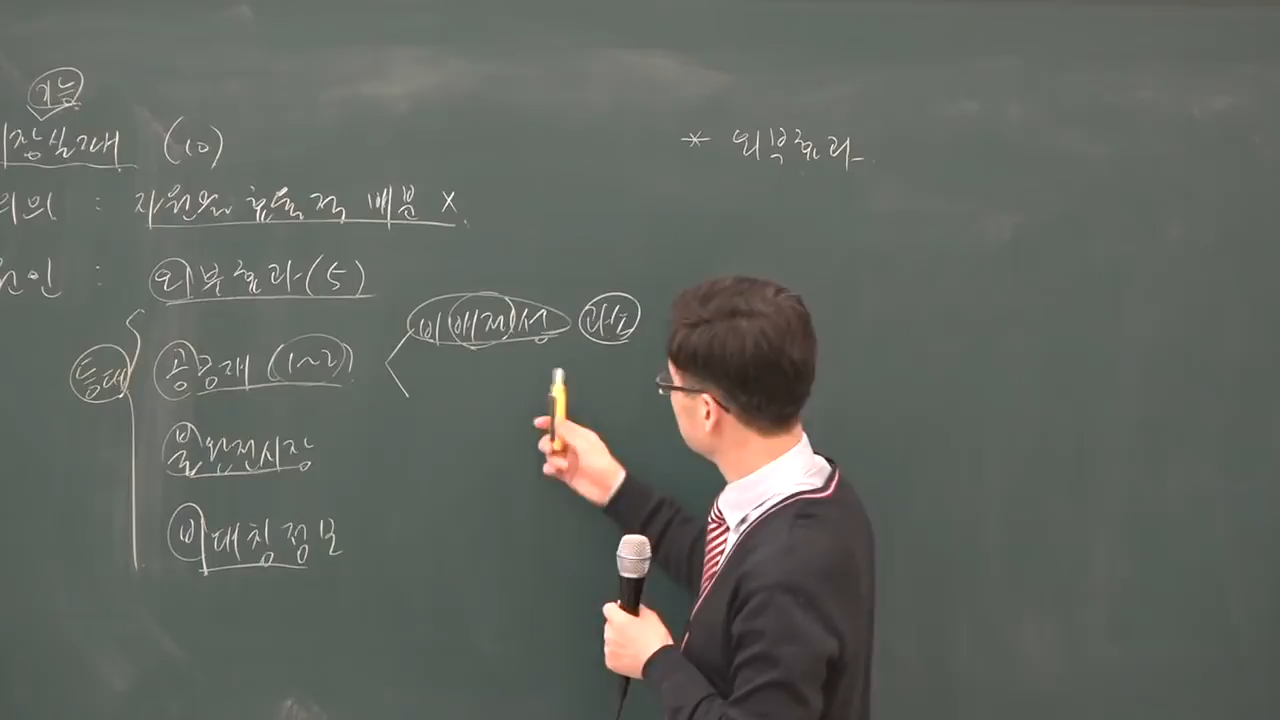 기능
시장실패 (10)
의의 : 자원의 효율적 배분 X
원인 : 외부효과(5)
공공재 (1~2)
비배제성 과소
불완전시장
비대칭정보
* 외부효과